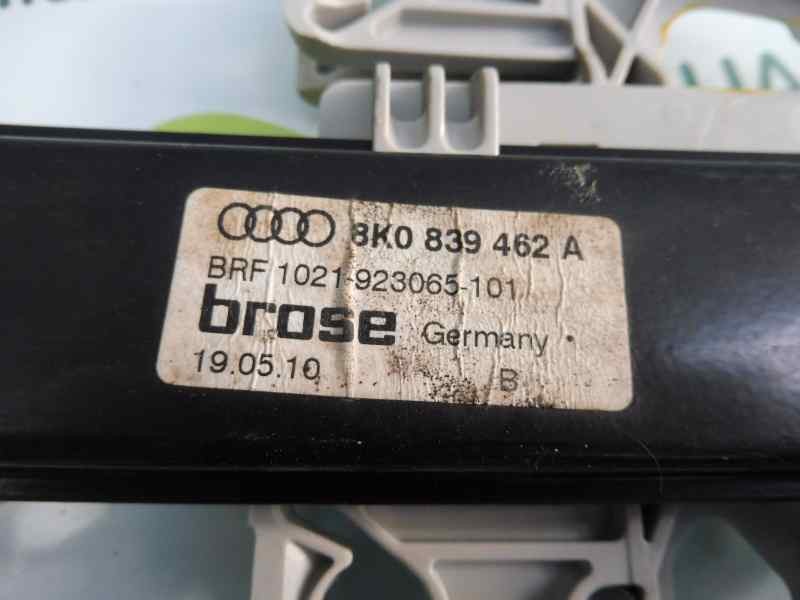 8K0 839 462 A
BRF 1021-923065-101
brose Germany
19.05.10 B